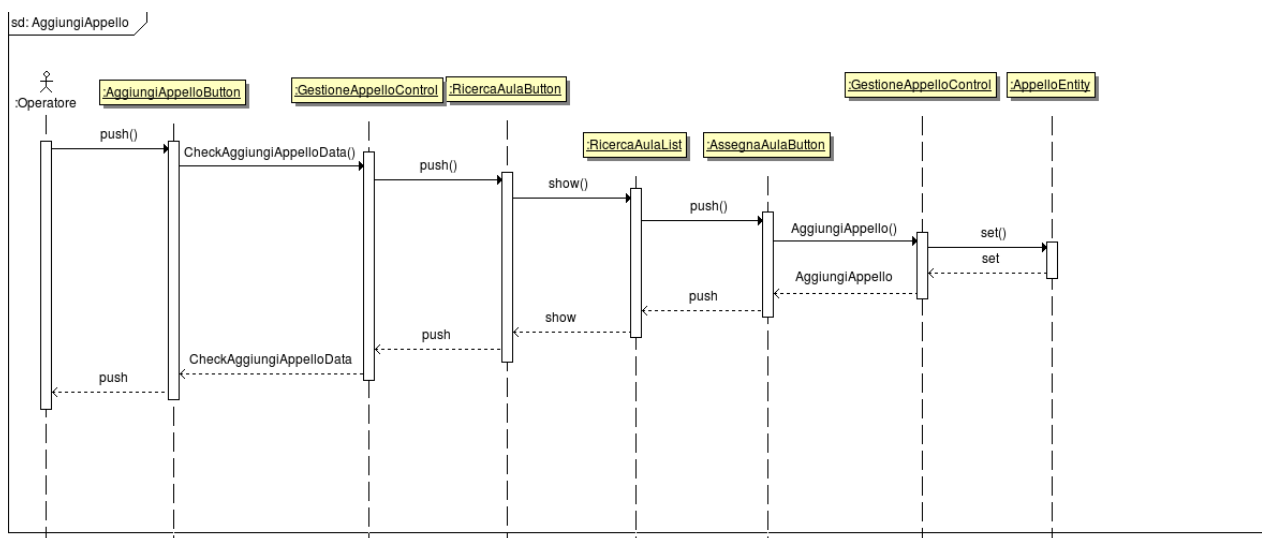 sd: AggiungiAppello
:Operatore
:AggiungiAppelloButton
:GestioneAppelloControl
:RicercaAulaButton
:GestioneAppelloControl
:AppelloEntity
:RicercaAulaList
:AssegnaAulaButton
push()
CheckAggiungiAppelloData()
push()
show()
push()
AggiungiAppello()
set()
set
AggiungiAppello
push
show
push
CheckAggiungiAppelloData
push